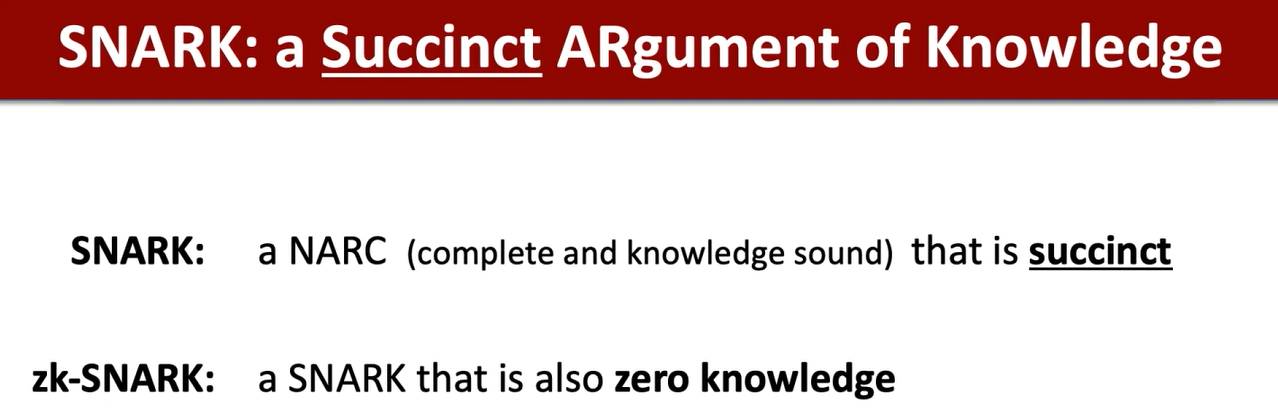 SNARK: a Succinct ARgument of Knowledge
SNARK: a NARC (complete and knowledge sound) that is succinct
zk-SNARK: a SNARK that is also zero knowledge